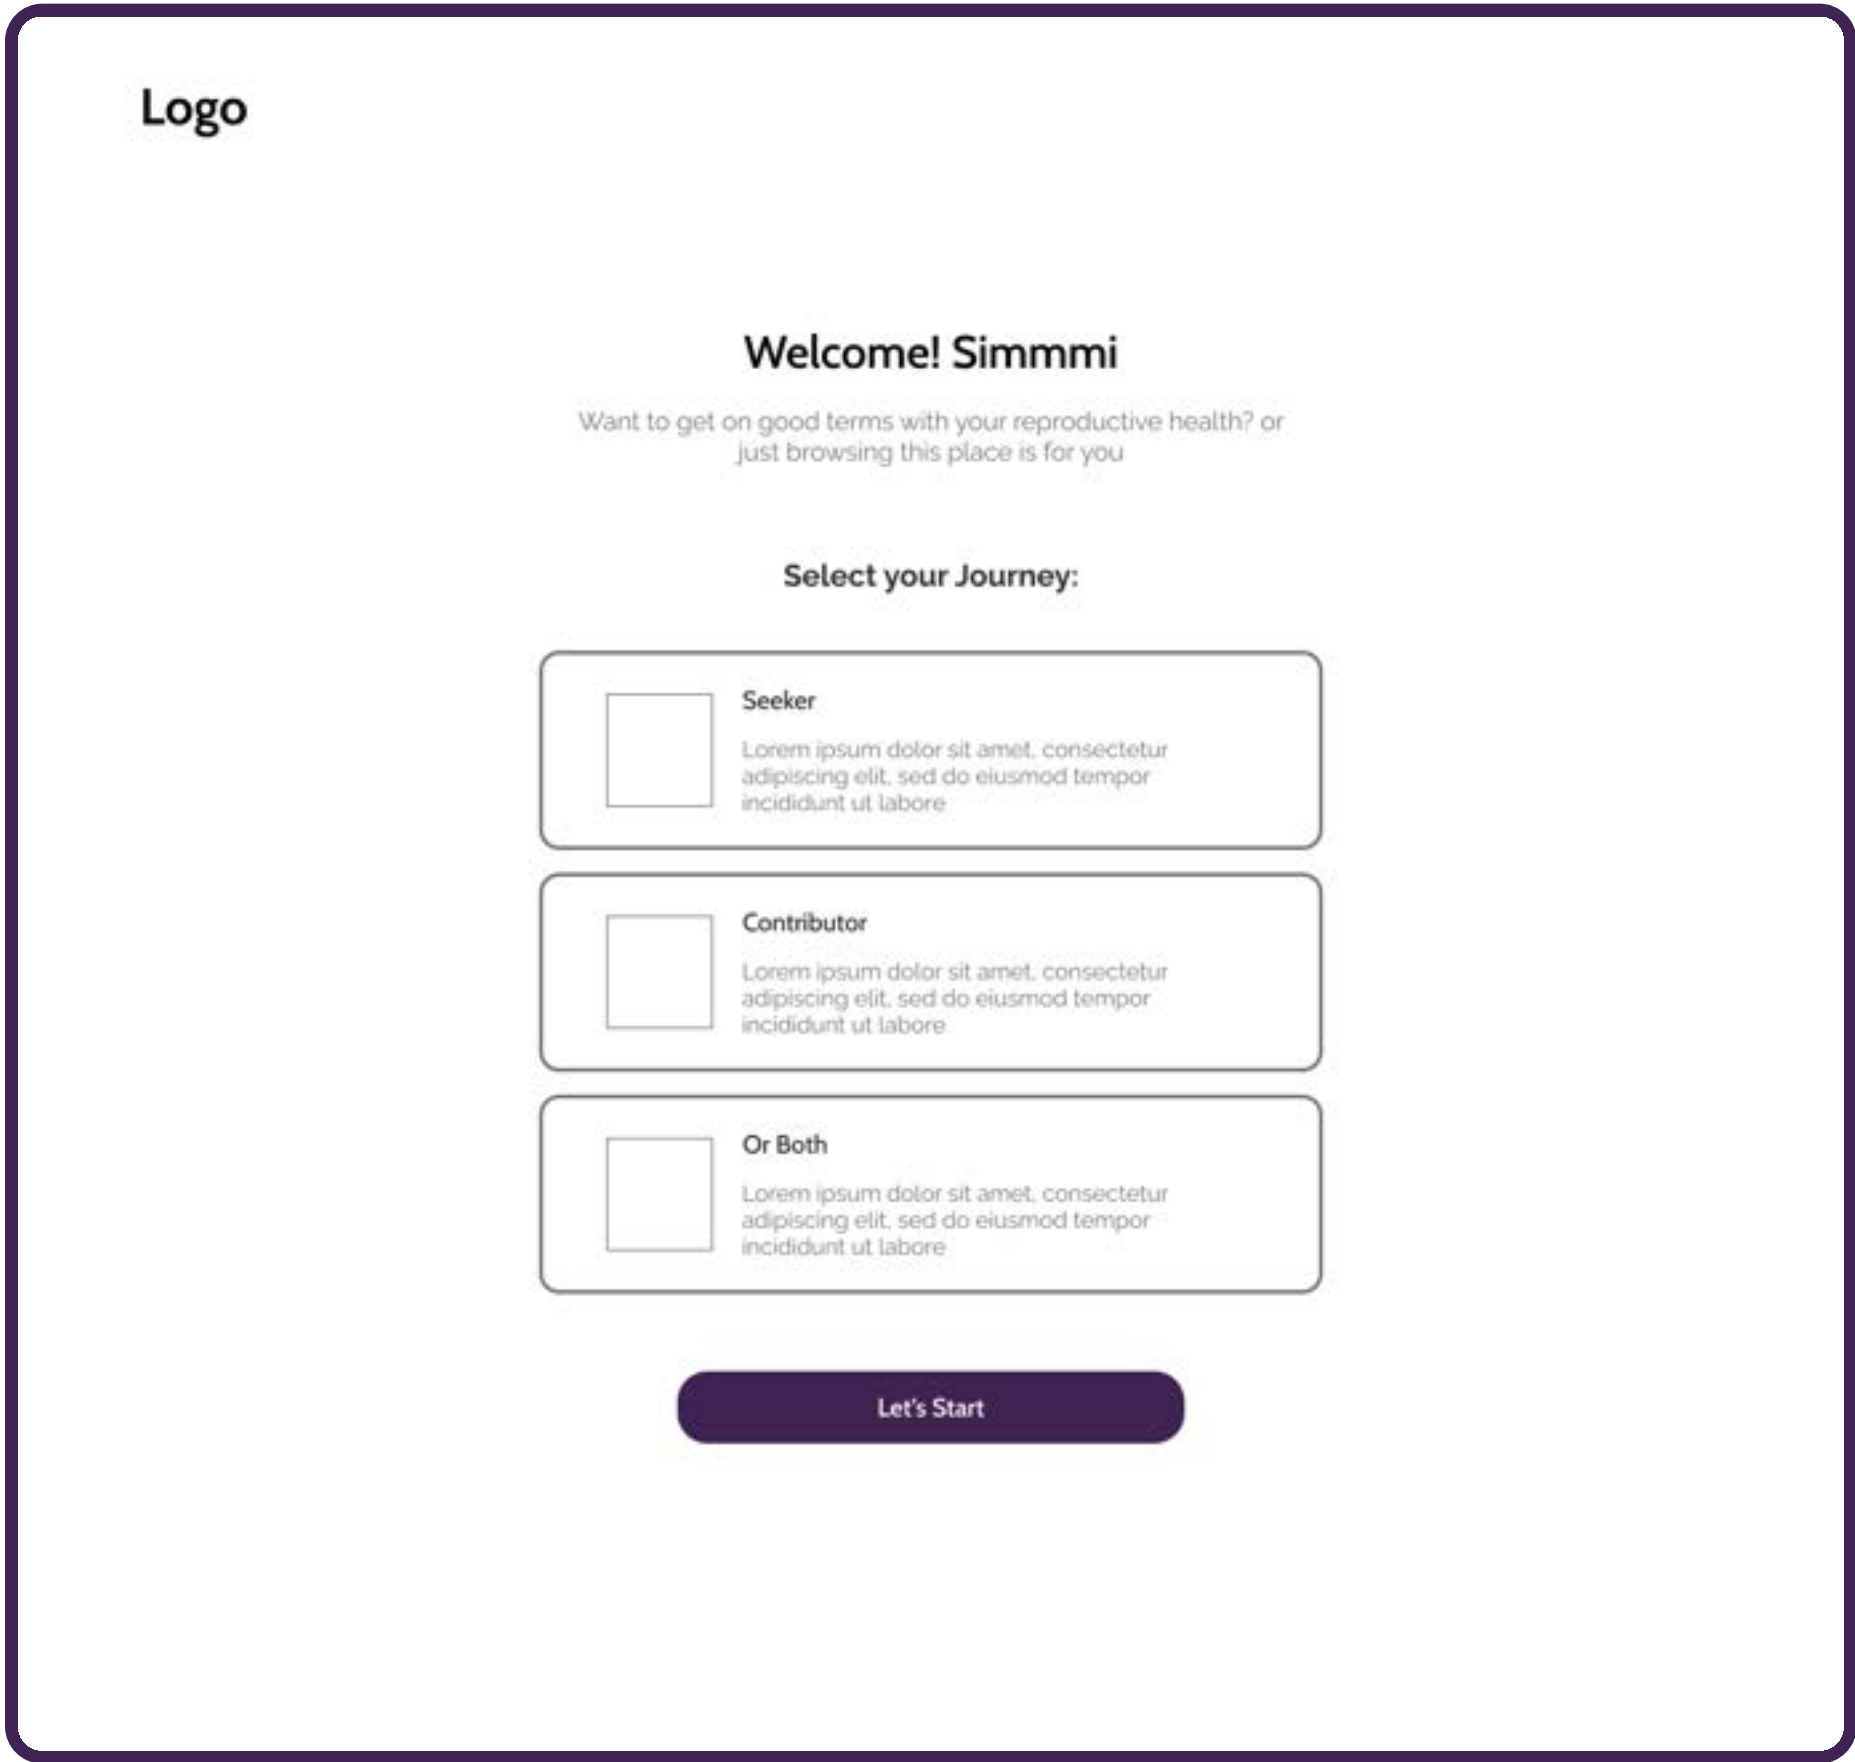 Logo
Welcome! Simmmi
Want to get on good terms with your reproductive health? or
just browsing this place is for you
Select your Journey:
Seeker
Lorem ipsum dolor sit amet, consectetur
adipiscing elit, sed do eiusmod tempor
incididunt ut labore
Contributor
Lorem ipsum dolor sit amet, consectetur
adipiscing elit, sed do eiusmod tempor
incididunt ut labore
Or Both
Lorem ipsum dolor sit amet, consectetur
adipiscing elit, sed do eiusmod tempor
incididunt ut labore
Let's Start